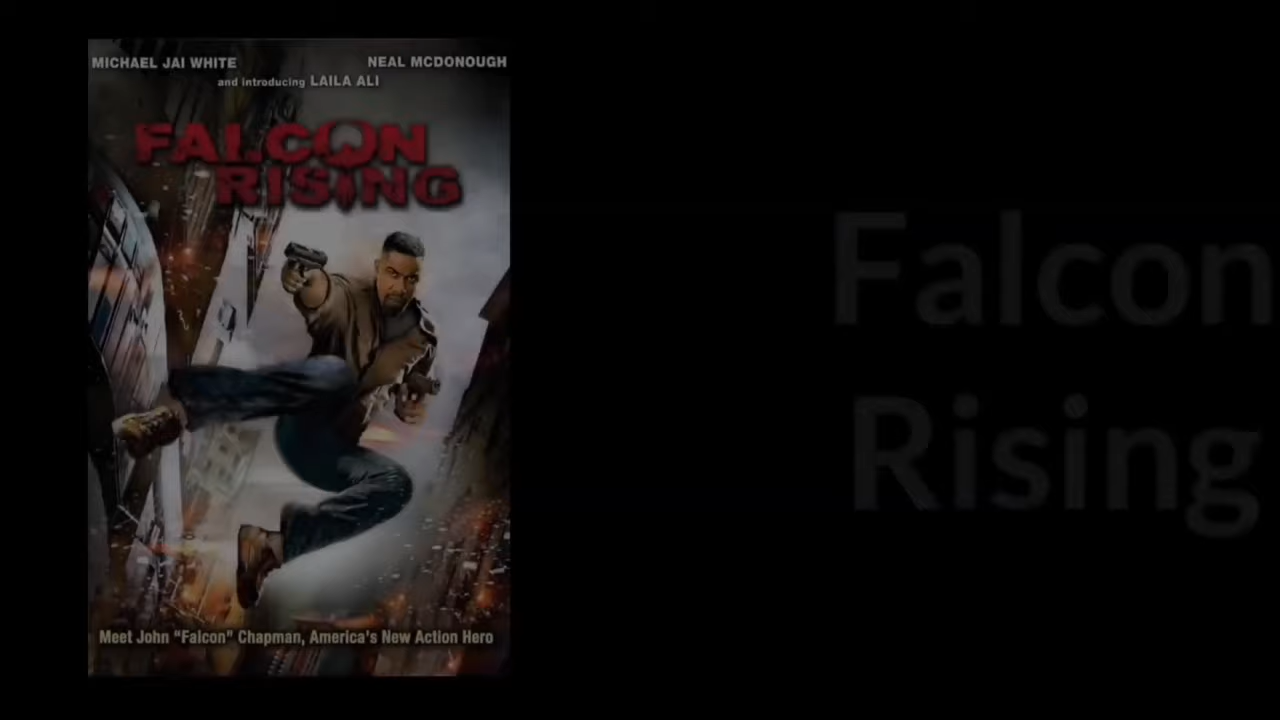 MICHAEL JAI WHITE
NEAL MCDONOUGH
and introducing LAILA ALI
FALCON
RISING
Meet John "Falcon" Chapman, America's New Action Hero
Falcon
Rising